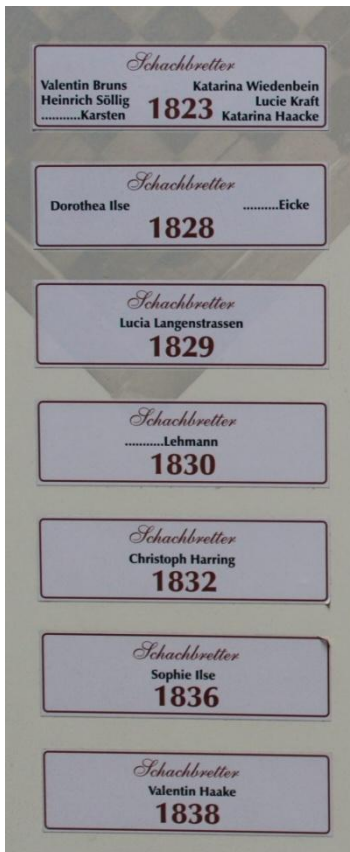 Schachbretter
Valentin Bruns Katarina Wiedenbein
Heinrich Söllig Lucie Kraft
...........Karsten 1823 Katarina Haacke
Schachbretter
Dorothea Ilse ..........Eicke
1828
Schachbretter
Lucia Langenstrassen
1829
Schachbretter
...........Lehmann
1830
Schachbretter
Christoph Harring
1832
Schachbretter
Sophie Ilse
1836
Schachbretter
Valentin Haake
1838